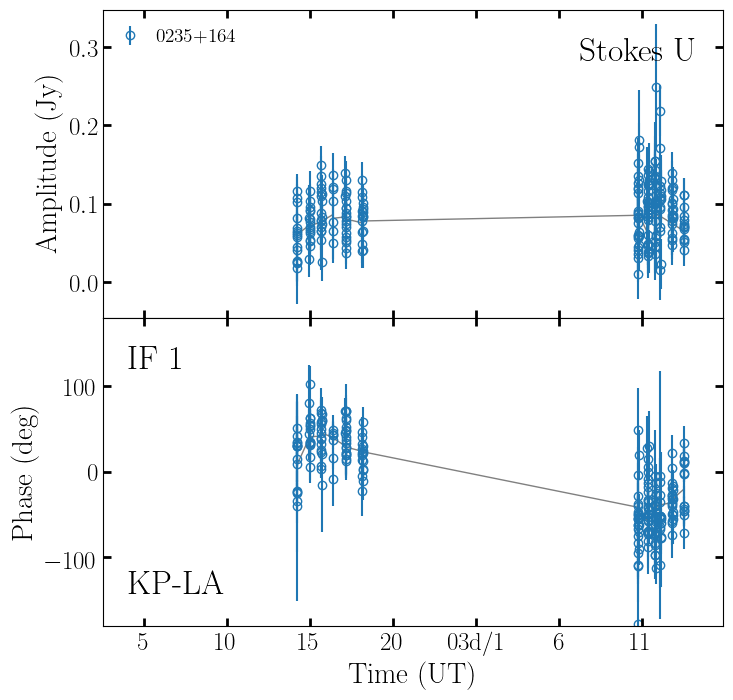 0235+164
Stokes U
Amplitude (Jy)
0.3
0.2
0.1
0.0
IF 1
Phase (deg)
100
0
−100
KP-LA
5 10 15 20 03d/1 6 11
Time (UT)